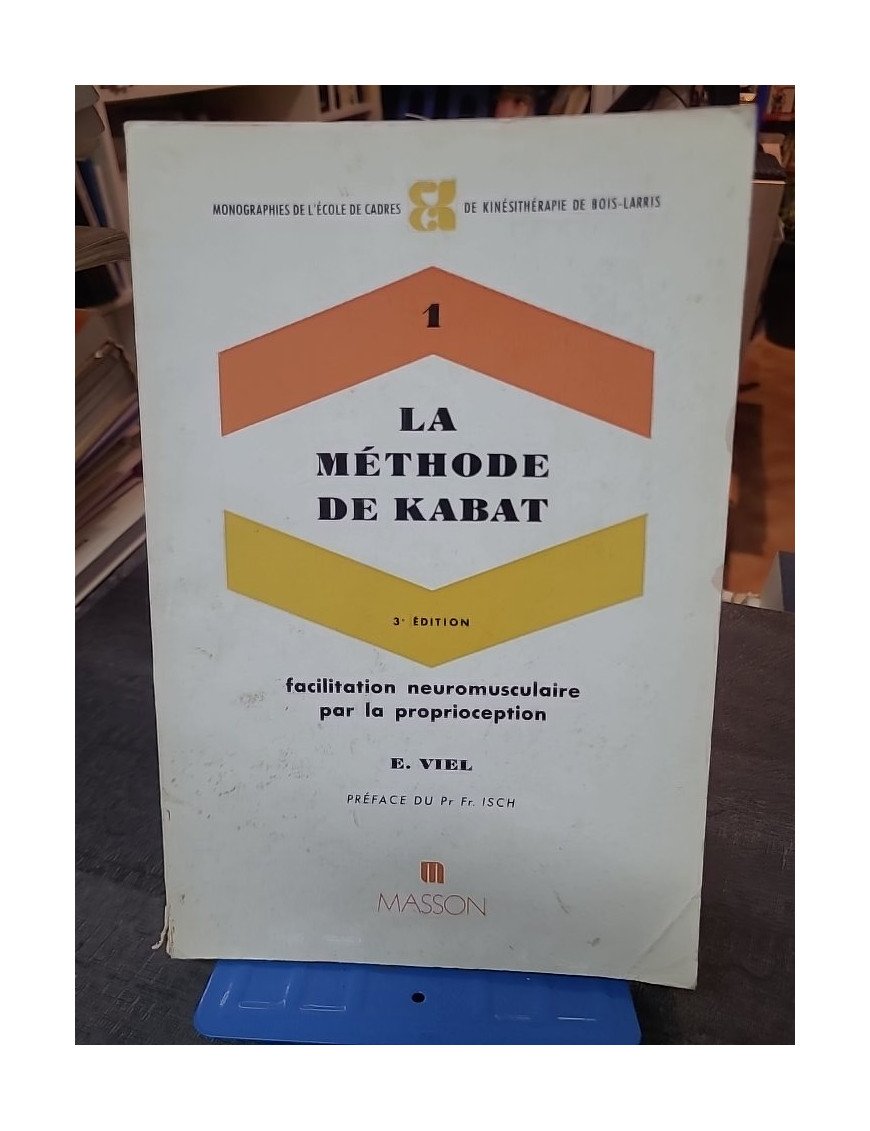 MONOGRAPHIES DE L'ÉCOLE DE CADRES DE KINÉSITHÉRAPIE DE BOIS-LARRIS
1
LA
MÉTHODE
DE KABAT
3e ÉDITION
facilitation neuromusculaire
par la proprioception
E. VIEL
PRÉFACE DU Pr Fr. ISCH
m
MASSON